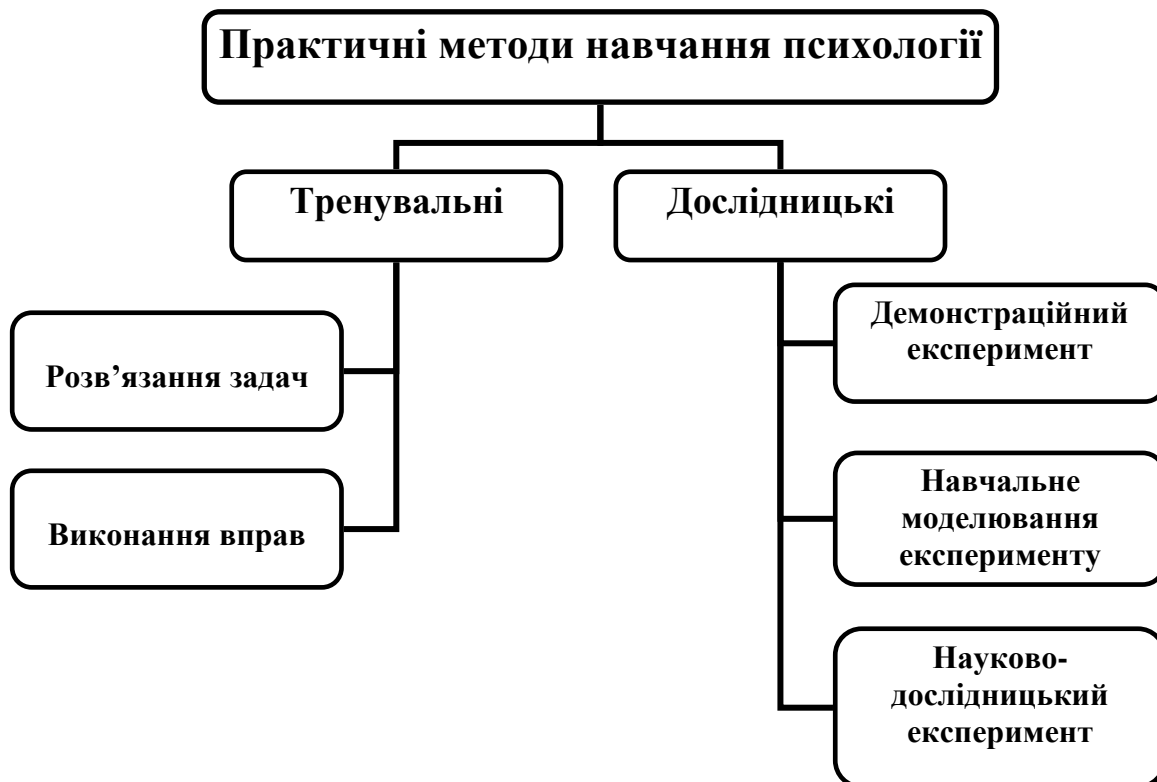 Практичні методи навчання психології
Тренувальні
Дослідницькі
Розв’язання задач
Виконання вправ
Демонстраційний
експеримент
Навчальне
моделювання
експерименту
Науково-
дослідницький
експеримент